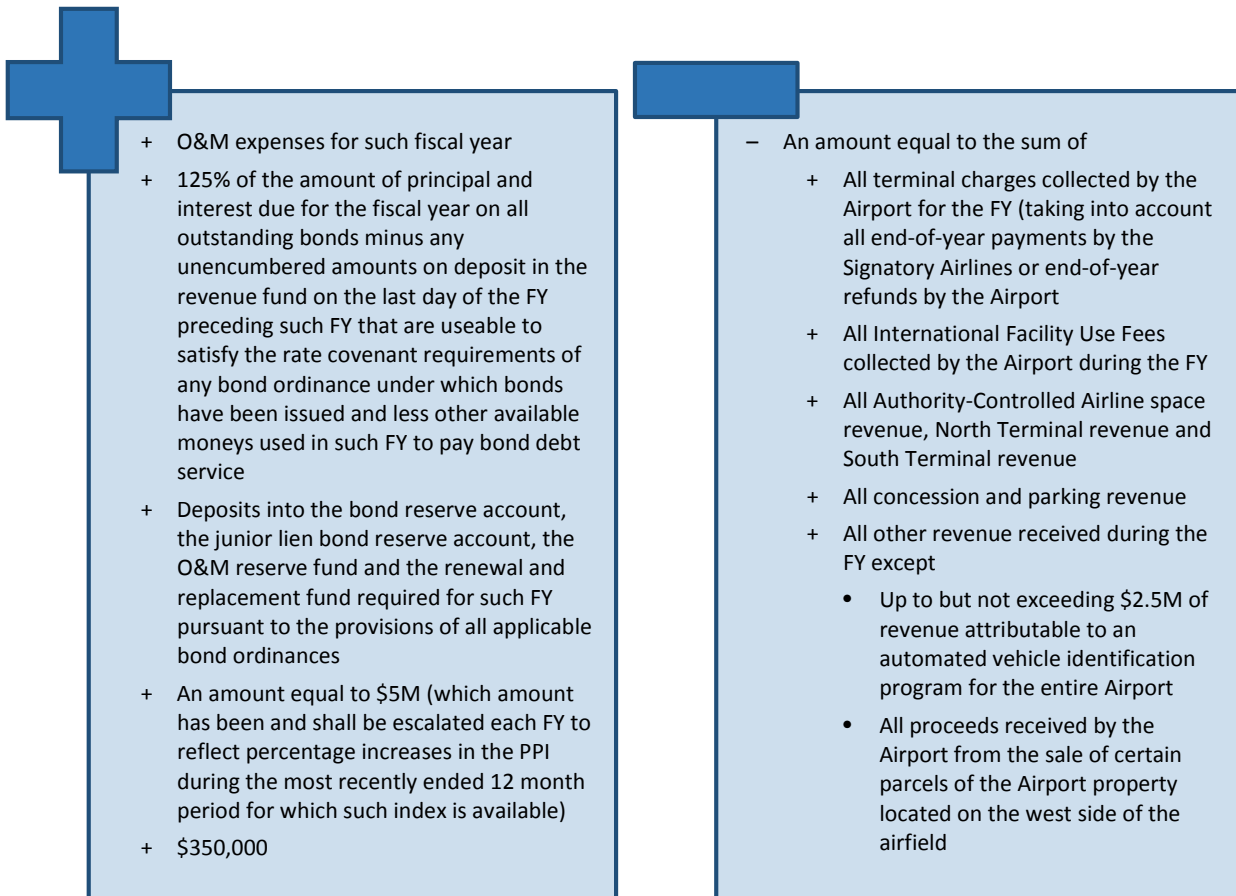 + O&M expenses for such fiscal year
+ 125% of the amount of principal and
interest due for the fiscal year on all
outstanding bonds minus any
unencumbered amounts on deposit in the
revenue fund on the last day of the FY
preceding such FY that are useable to
satisfy the rate covenant requirements of
any bond ordinance under which bonds
have been issued and less other available
moneys used in such FY to pay bond debt
service
+ Deposits into the bond reserve account,
the junior lien bond reserve account, the
O&M reserve fund and the renewal and
replacement fund required for such FY
pursuant to the provisions of all applicable
bond ordinances
+ An amount equal to $5M (which amount
has been and shall be escalated each FY to
reflect percentage increases in the PPI
during the most recently ended 12 month
period for which such index is available)
+ $350,000
– An amount equal to the sum of
+ All terminal charges collected by the
Airport for the FY (taking into account
all end-of-year payments by the
Signatory Airlines or end-of-year
refunds by the Airport
+ All International Facility Use Fees
collected by the Airport during the FY
+ All Authority-Controlled Airline space
revenue, North Terminal revenue and
South Terminal revenue
+ All concession and parking revenue
+ All other revenue received during the
FY except
• Up to but not exceeding $2.5M of
revenue attributable to an
automated vehicle identification
program for the entire Airport
• All proceeds received by the
Airport from the sale of certain
parcels of the Airport property
located on the west side of the
airfield